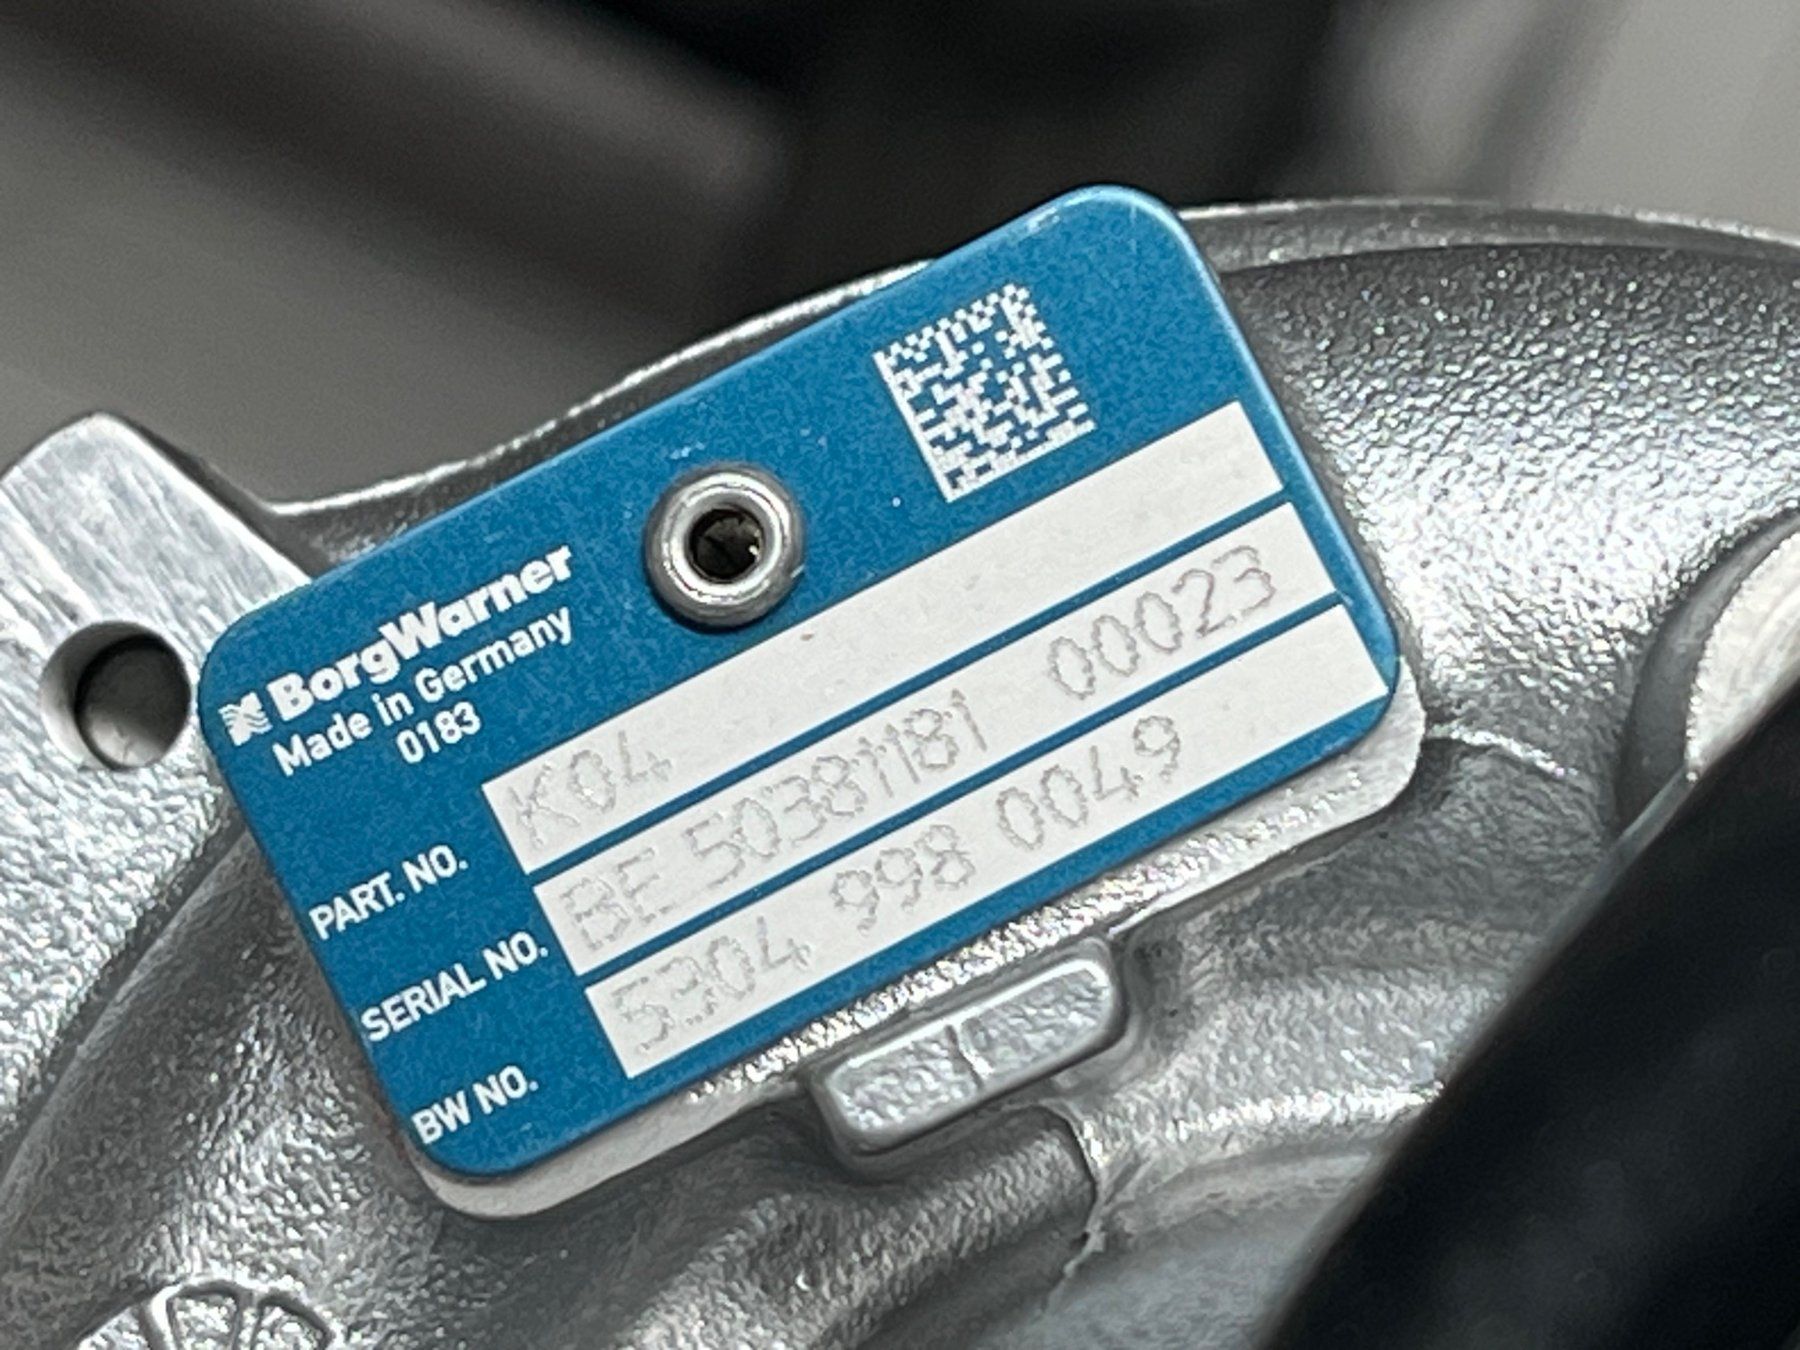 BorgWarner
Made in Germany
0183
PART. NO. K04
SERIAL NO. BE 50381181 00023
BW NO. 5304 998 0049